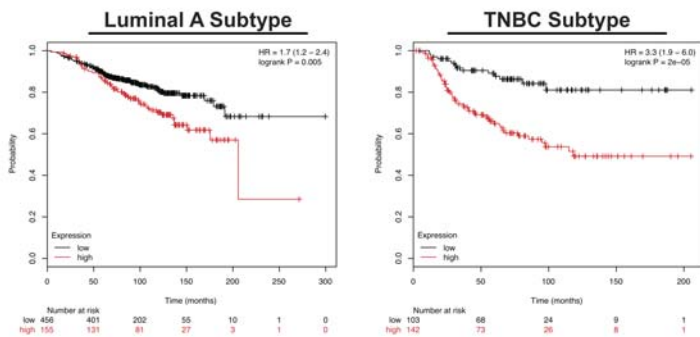 Luminal A Subtype
HR = 1.7 (1.2 − 2.4)
logrank P = 0.005
Probability
1.0
0.8
0.6
0.4
0.2
0.0
Expression
low
high
0 50 100 150 200 250 300
Time (months)
Number at risk
low 456 401 202 55 10 1 0
high 155 131 81 27 3 1 0
TNBC Subtype
HR = 3.3 (1.9 − 6.0)
logrank P = 2e−05
Probability
1.0
0.8
0.6
0.4
0.2
0.0
Expression
low
high
0 50 100 150 200
Time (months)
Number at risk
low 103 68 24 9 1
high 142 73 26 8 1